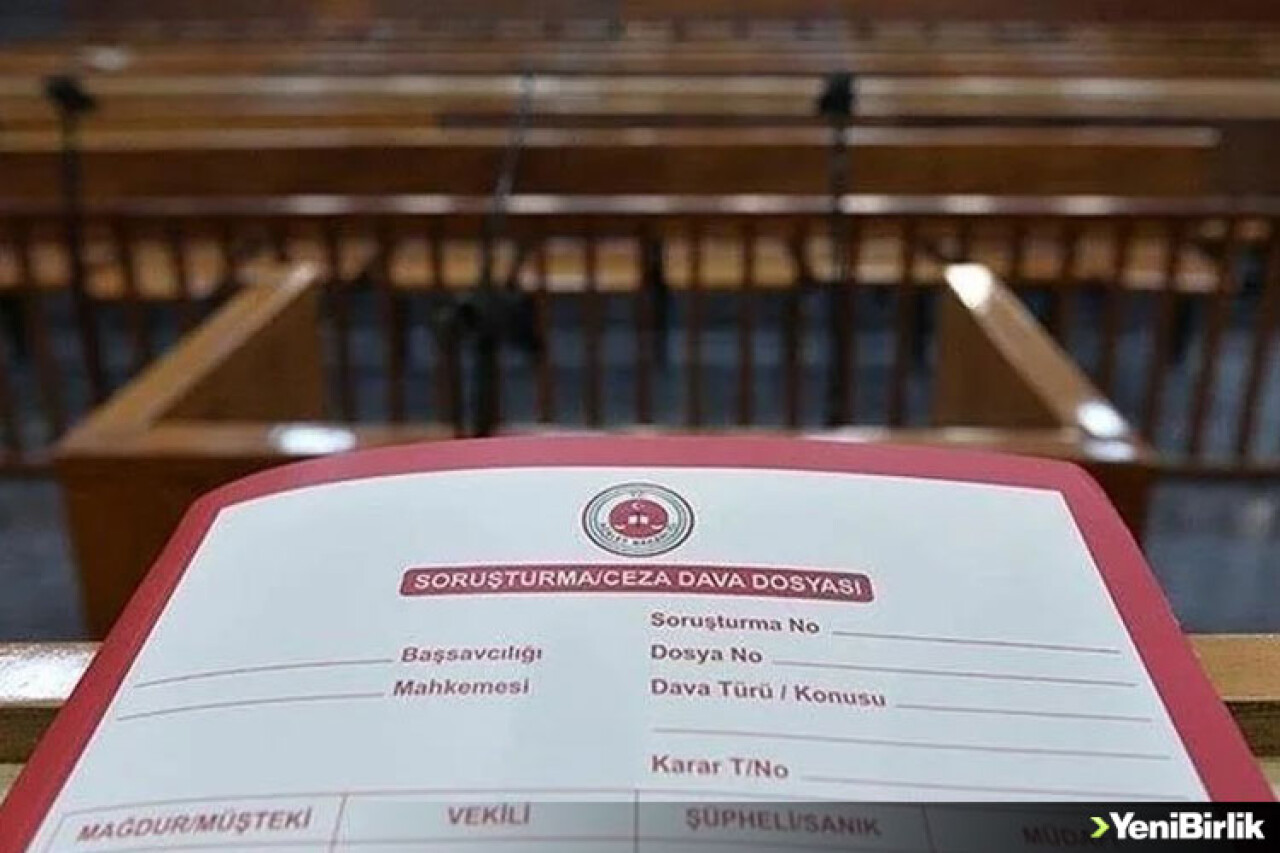 SORUŞTURMA/CEZA DAVA DOSYASI
Soruşturma No
Başsavcılığı
Dosya No
Mahkemesi
Dava Türü / Konusu
Karar T/No
MAĞDUR/MÜŞTEKİ
VEKİLİ
ŞÜPHELİ/SANIK
YeniBirlik